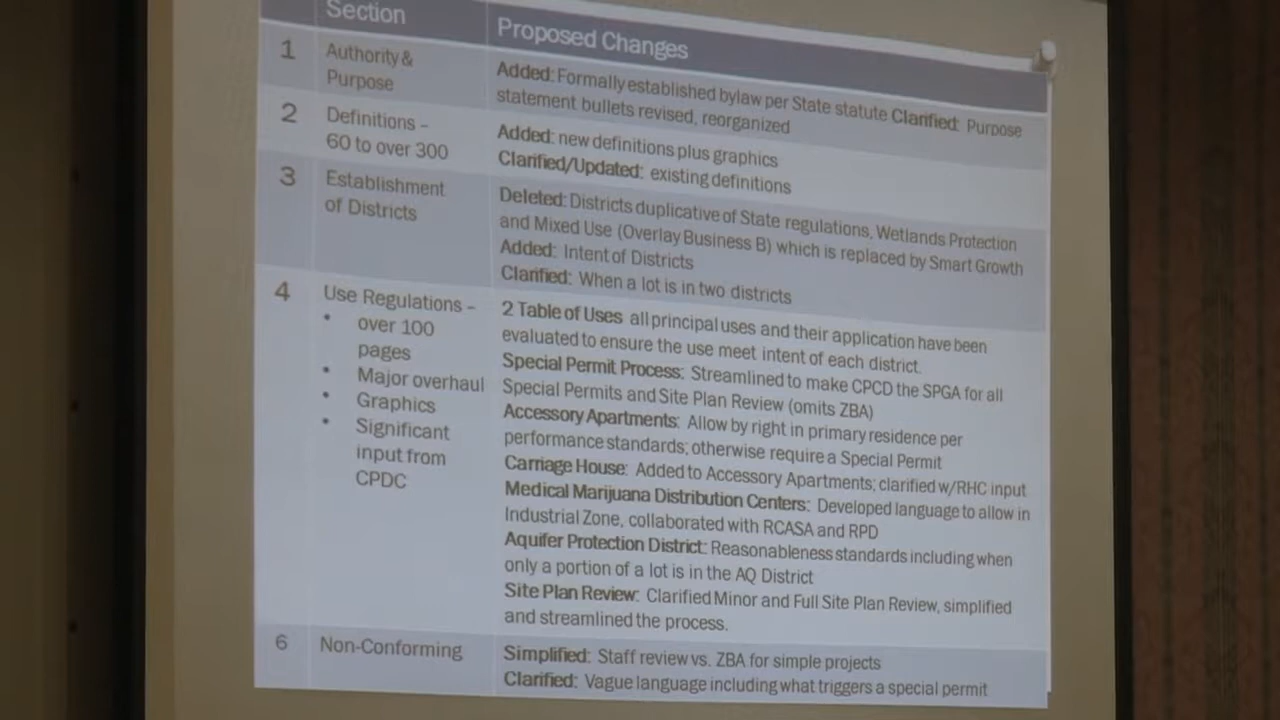 Section Proposed Changes
1 Authority & Purpose
Added: Formally established bylaw per State statute Clarified: Purpose
statement bullets revised, reorganized
2 Definitions –
60 to over 300
Added: new definitions plus graphics
Clarified/Updated: existing definitions
3 Establishment
of Districts
Deleted: Districts duplicative of State regulations, Wetlands Protection
and Mixed Use (Overlay Business B) which is replaced by Smart Growth
Added: Intent of Districts
Clarified: When a lot is in two districts
4 Use Regulations –
• over 100
pages
• Major overhaul
• Graphics
• Significant
input from
CPDC
2 Table of Uses all principal uses and their application have been
evaluated to ensure the use meet intent of each district.
Special Permit Process: Streamlined to make CPCD the SPGA for all
Special Permits and Site Plan Review (omits ZBA)
Accessory Apartments: Allow by right in primary residence per
performance standards; otherwise require a Special Permit
Carriage House: Added to Accessory Apartments; clarified w/RHC input
Medical Marijuana Distribution Centers: Developed language to allow in
Industrial Zone, collaborated with RCASA and RPD
Aquifer Protection District: Reasonableness standards including when
only a portion of a lot is in the AQ District
Site Plan Review: Clarified Minor and Full Site Plan Review, simplified
and streamlined the process.
6 Non-Conforming
Simplified: Staff review vs. ZBA for simple projects
Clarified: Vague language including what triggers a special permit